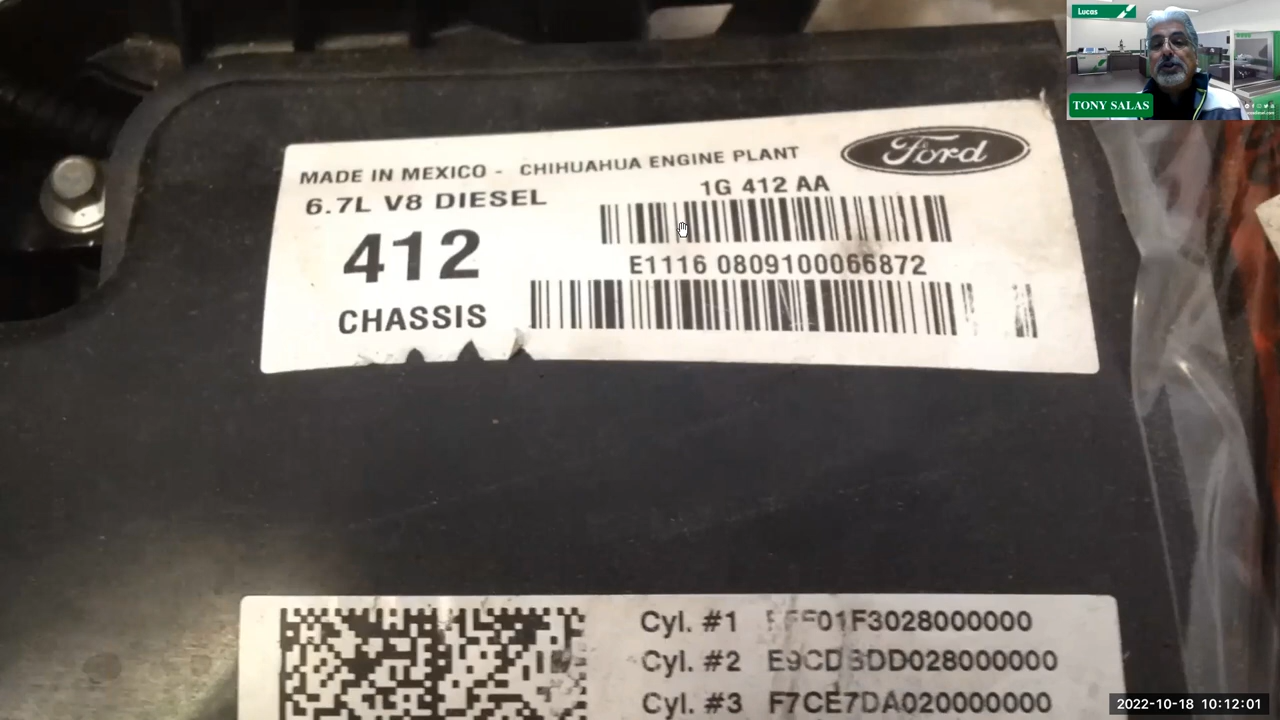 Lucas
TONY SALAS
MADE IN MEXICO - CHIHUAHUA ENGINE PLANT
Ford
6.7L V8 DIESEL
1G 412 AA
412
E1116 0809100066872
CHASSIS
Cyl. #1
Cyl. #2
Cyl. #3 F7CE7DA020000000
2022-10-18 10:12:01